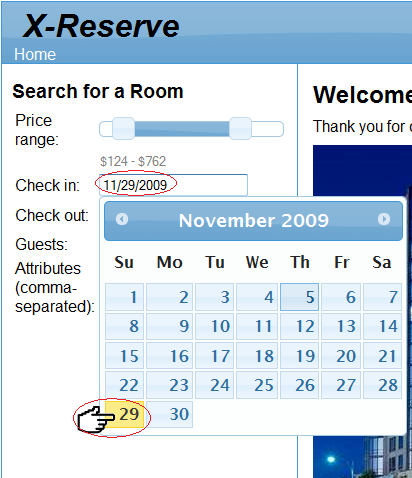 X-Reserve
Home
Search for a Room
Price range:
$124 - $762
Check in: 11/29/2009
Check out:
Guests:
Attributes
(comma-
separated):
November 2009
Su Mo Tu We Th Fr Sa
1 2 3 4 5 6 7
8 9 10 11 12 13 14
15 16 17 18 19 20 21
22 23 24 25 26 27 28
29 30
Welcome
Thank you for